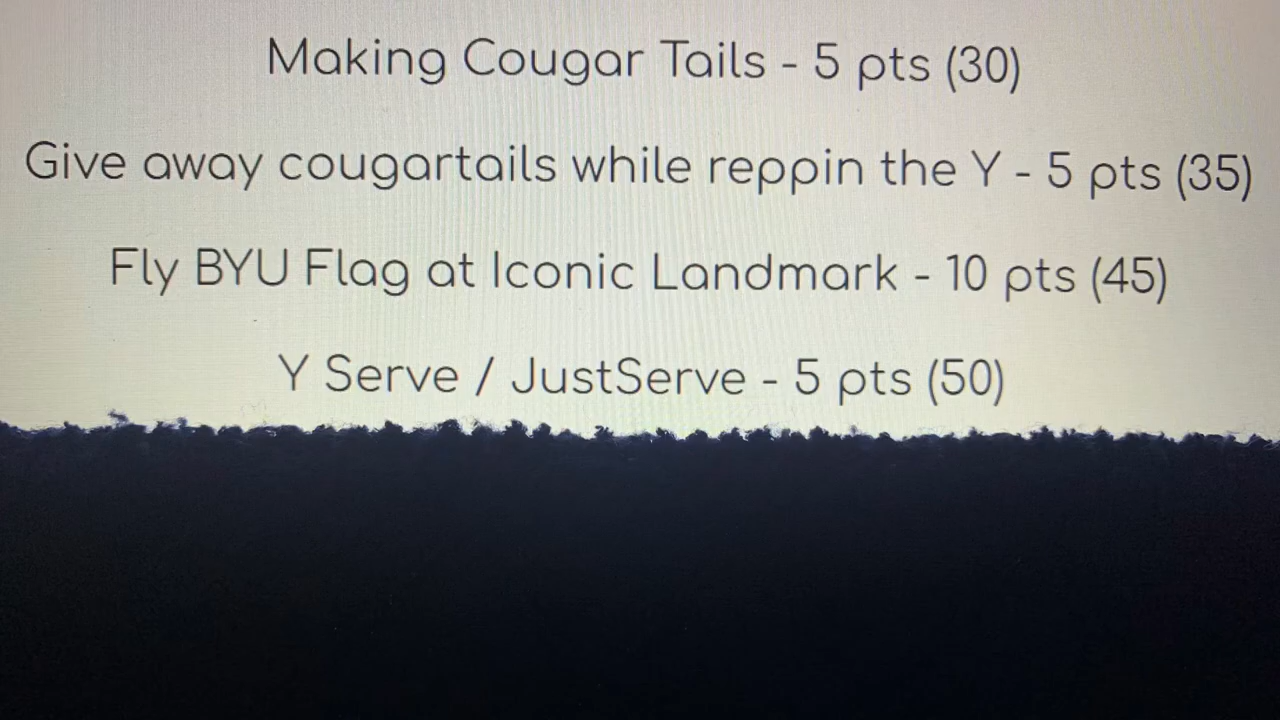 Making Cougar Tails - 5 pts (30)
Give away cougartails while reppin the Y - 5 pts (35)
Fly BYU Flag at Iconic Landmark - 10 pts (45)
Y Serve / JustServe - 5 pts (50)